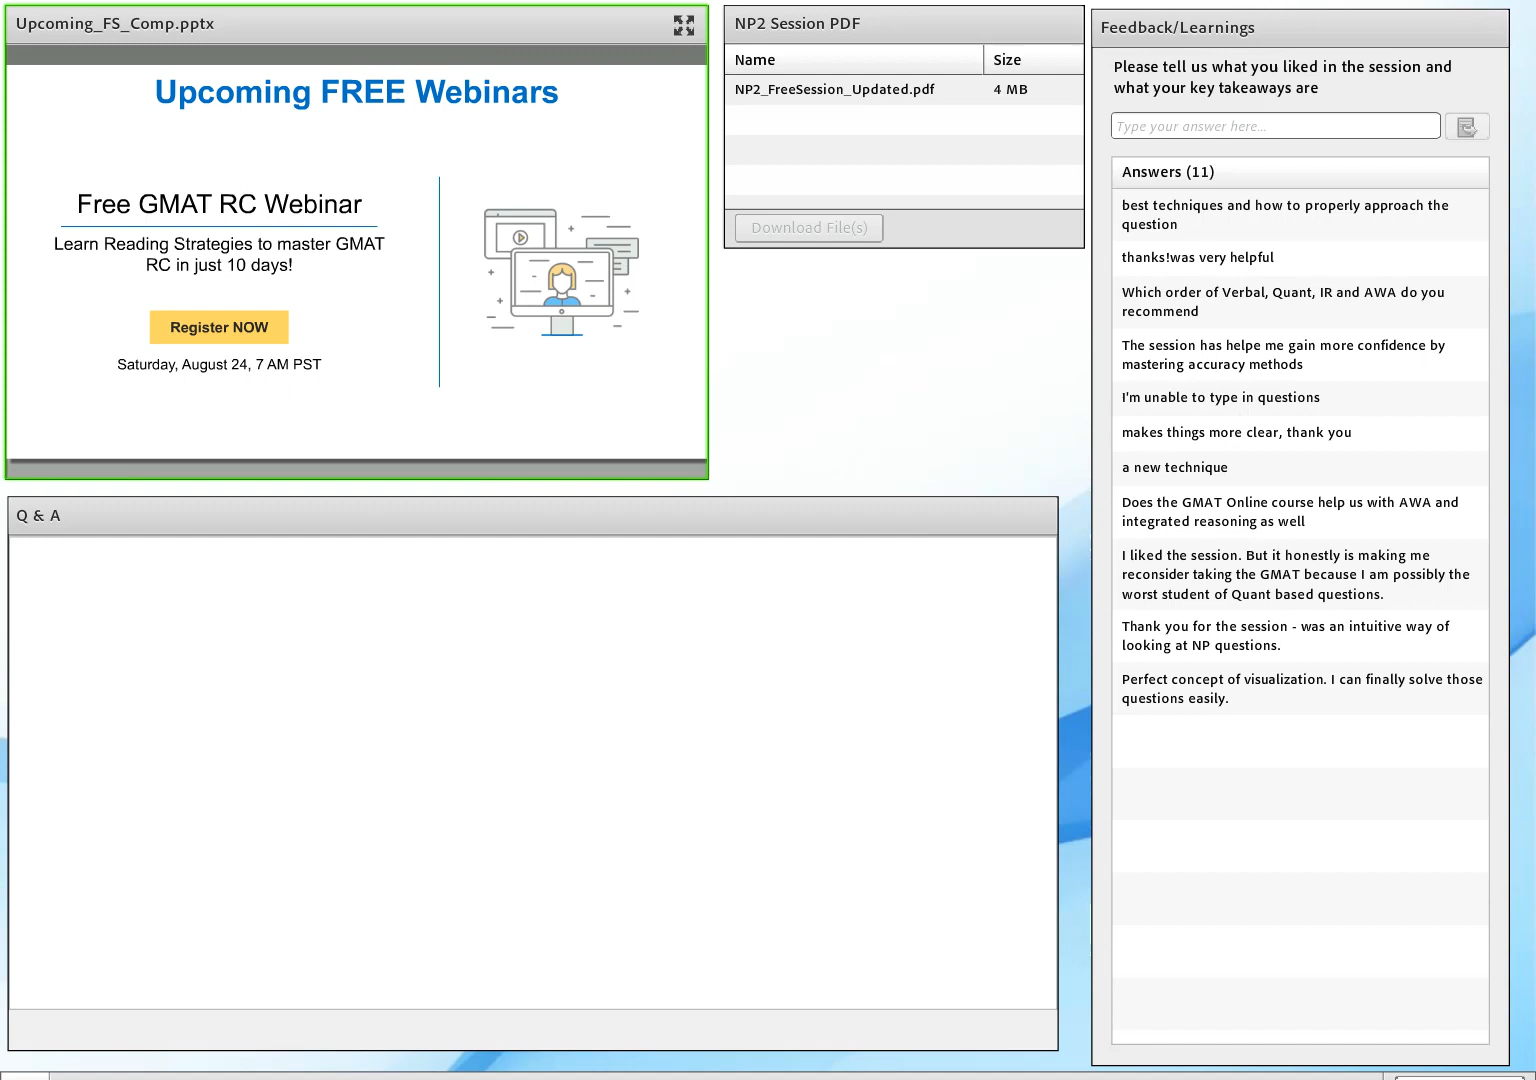 Upcoming_FS_Comp.pptx
Upcoming FREE Webinars
Free GMAT RC Webinar
Learn Reading Strategies to master GMAT
RC in just 10 days!
Register NOW
Saturday, August 24, 7 AM PST
NP2 Session PDF
Name Size
NP2_FreeSession_Updated.pdf 4 MB
Download File(s)
Q & A
Feedback/Learnings
Please tell us what you liked in the session and
what your key takeaways are
Type your answer here...
Answers (11)
best techniques and how to properly approach the
question
thanks!was very helpful
Which order of Verbal, Quant, IR and AWA do you
recommend
The session has helpe me gain more confidence by
mastering accuracy methods
I'm unable to type in questions
makes things more clear, thank you
a new technique
Does the GMAT Online course help us with AWA and
integrated reasoning as well
I liked the session. But it honestly is making me
reconsider taking the GMAT because I am possibly the
worst student of Quant based questions.
Thank you for the session - was an intuitive way of
looking at NP questions.
Perfect concept of visualization. I can finally solve those
questions easily.